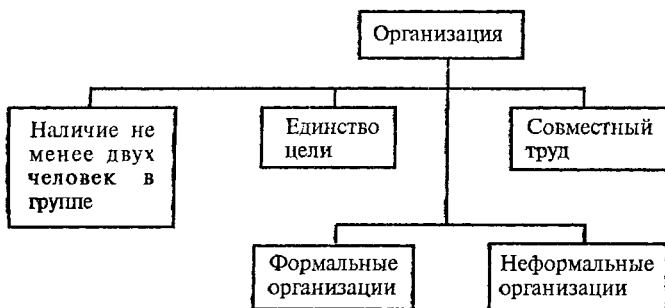 Организация
Наличие не
менее двух
человек в
группе
Единство
цели
Совместный
труд
Формальные
организации
Неформальные
организации